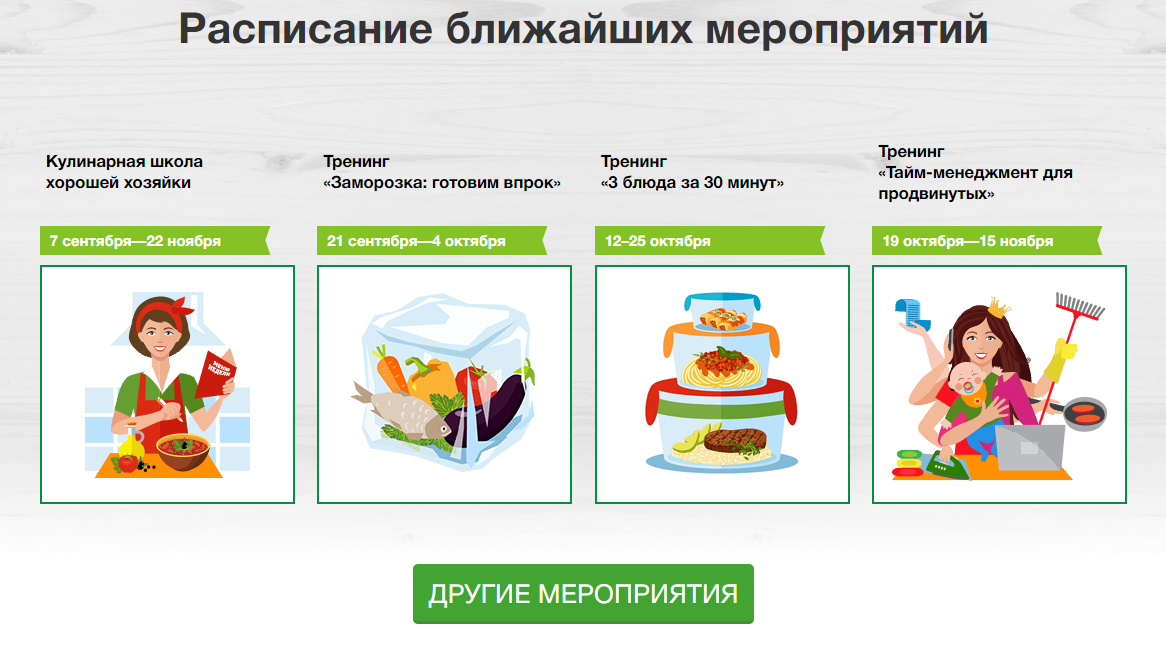 Расписание ближайших мероприятий
Кулинарная школа
хорошей хозяйки
7 сентября—22 ноября
МЕНЮ
НЕДЕЛИ
Тренинг
«Заморозка: готовим впрок»
21 сентября—4 октября
Тренинг
«3 блюда за 30 минут»
12–25 октября
Тренинг
«Тайм-менеджмент для
продвинутых»
19 октября—15 ноября
ДРУГИЕ МЕРОПРИЯТИЯ